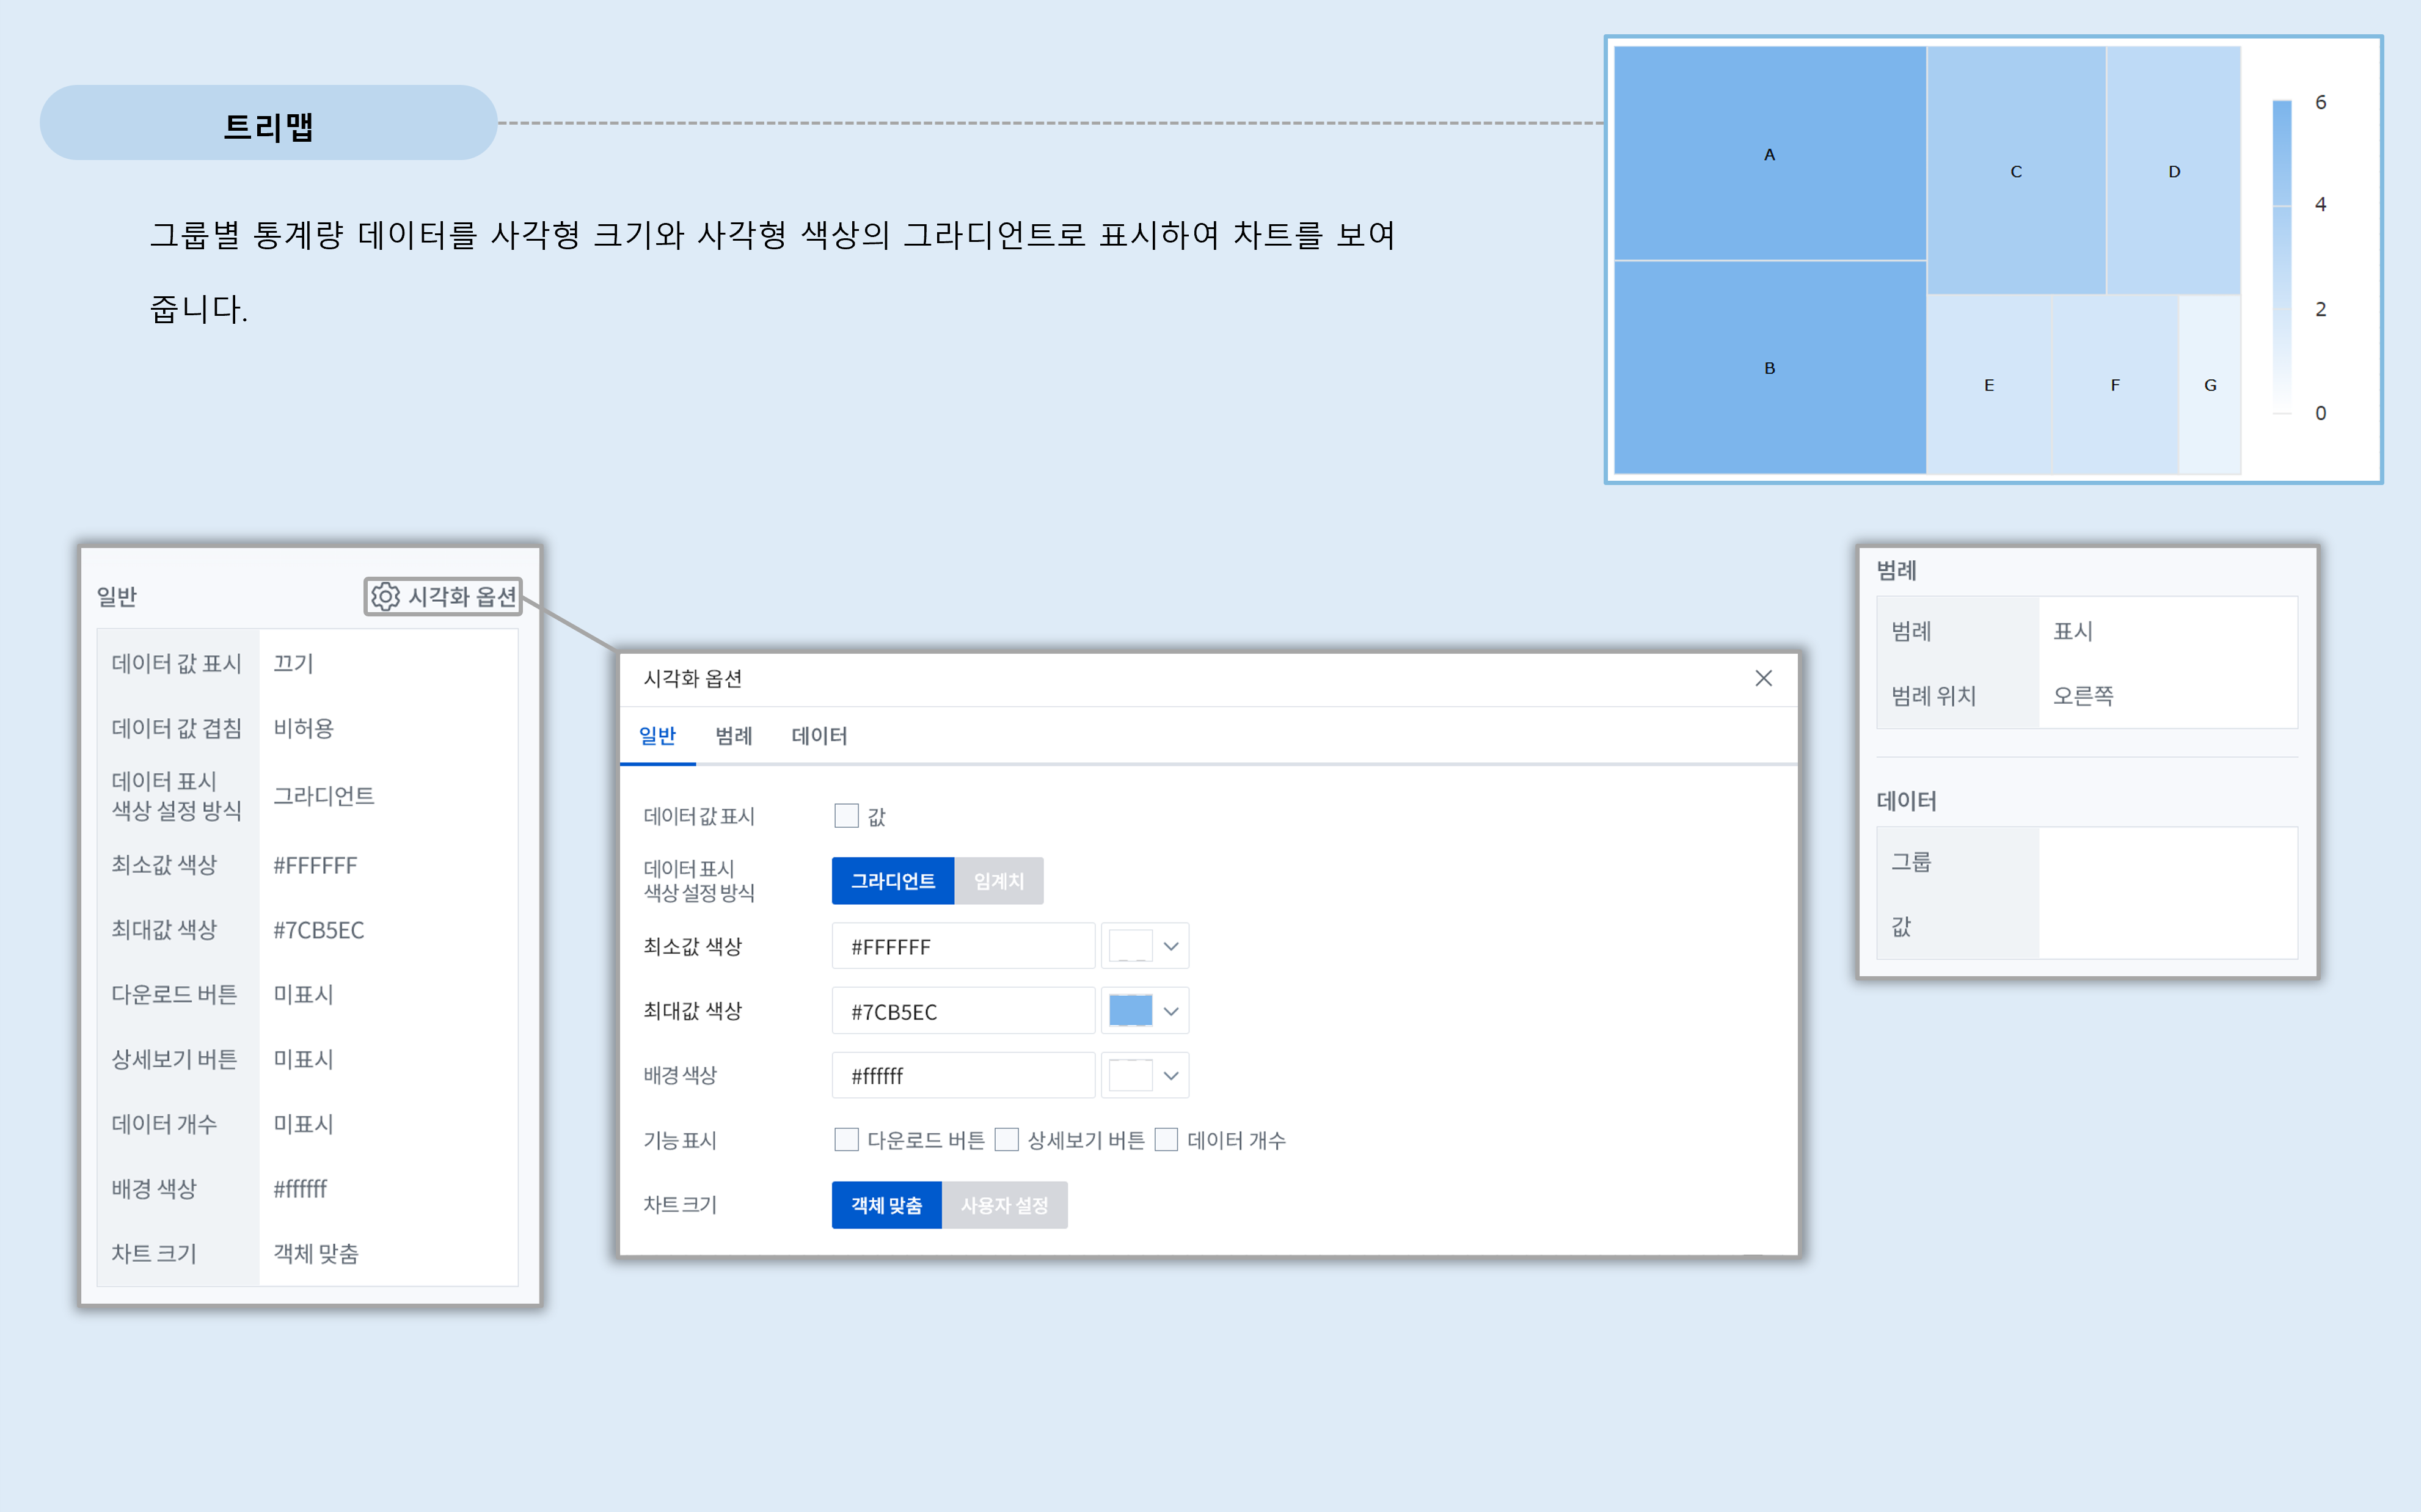 트리맵
그룹별 통계량 데이터를 사각형 크기와 사각형 색상의 그라디언트로 표시하여 차트를 보여
줍니다.
A
B
C
D
E
F
G
6
4
2
0
일반
시각화 옵션
데이터 값 표시 끄기
데이터 값 겹침 비허용
데이터 표시
색상 설정 방식 그라디언트
최소값 색상 #FFFFFF
최대값 색상 #7CB5EC
다운로드 버튼 미표시
상세보기 버튼 미표시
데이터 개수 미표시
배경 색상 #ffffff
차트 크기 객체 맞춤
시각화 옵션
일반 범례 데이터
데이터 값 표시 값
데이터 표시
색상 설정 방식 그라디언트 임계치
최소값 색상 #FFFFFF
최대값 색상 #7CB5EC
배경 색상 #ffffff
기능 표시 다운로드 버튼 상세보기 버튼 데이터 개수
차트 크기 객체 맞춤 사용자 설정
범례
범례 표시
범례 위치 오른쪽
데이터
그룹
값